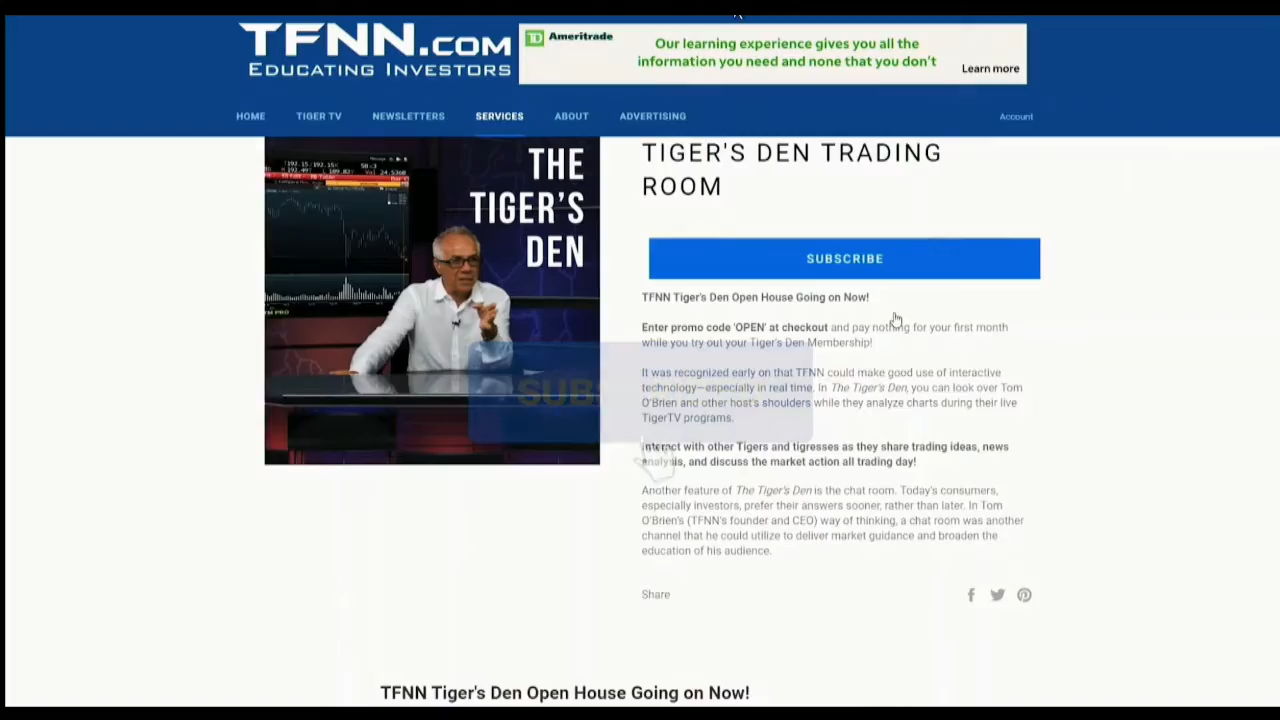 TFNN.COM
EDUCATING INVESTORS
TD Ameritrade
Our learning experience gives you all the
information you need and none that you don't
Learn more
HOME
TIGER TV
NEWSLETTERS
SERVICES
ABOUT
ADVERTISING
Account
THE
TIGER'S
DEN
TIGER'S DEN TRADING
ROOM
SUBSCRIBE
TFNN Tiger's Den Open House Going on Now!
Enter promo code 'OPEN' at checkout and pay nothing for your first month
while you try out your Tiger's Den Membership!
It was recognized early on that TFNN could make good use of interactive
technology—especially in real time. In The Tiger's Den, you can look over Tom
O'Brien and other host's shoulders while they analyze charts during their live
TigerTV programs.
Interact with other Tigers and tigresses as they share trading ideas, news
analysis, and discuss the market action all trading day!
Another feature of The Tiger's Den is the chat room. Today's consumers,
especially investors, prefer their answers sooner, rather than later. In Tom
O'Brien's (TFNN's founder and CEO) way of thinking, a chat room was another
channel that he could utilize to deliver market guidance and broaden the
education of his audience.
Share
TFNN Tiger's Den Open House Going on Now!